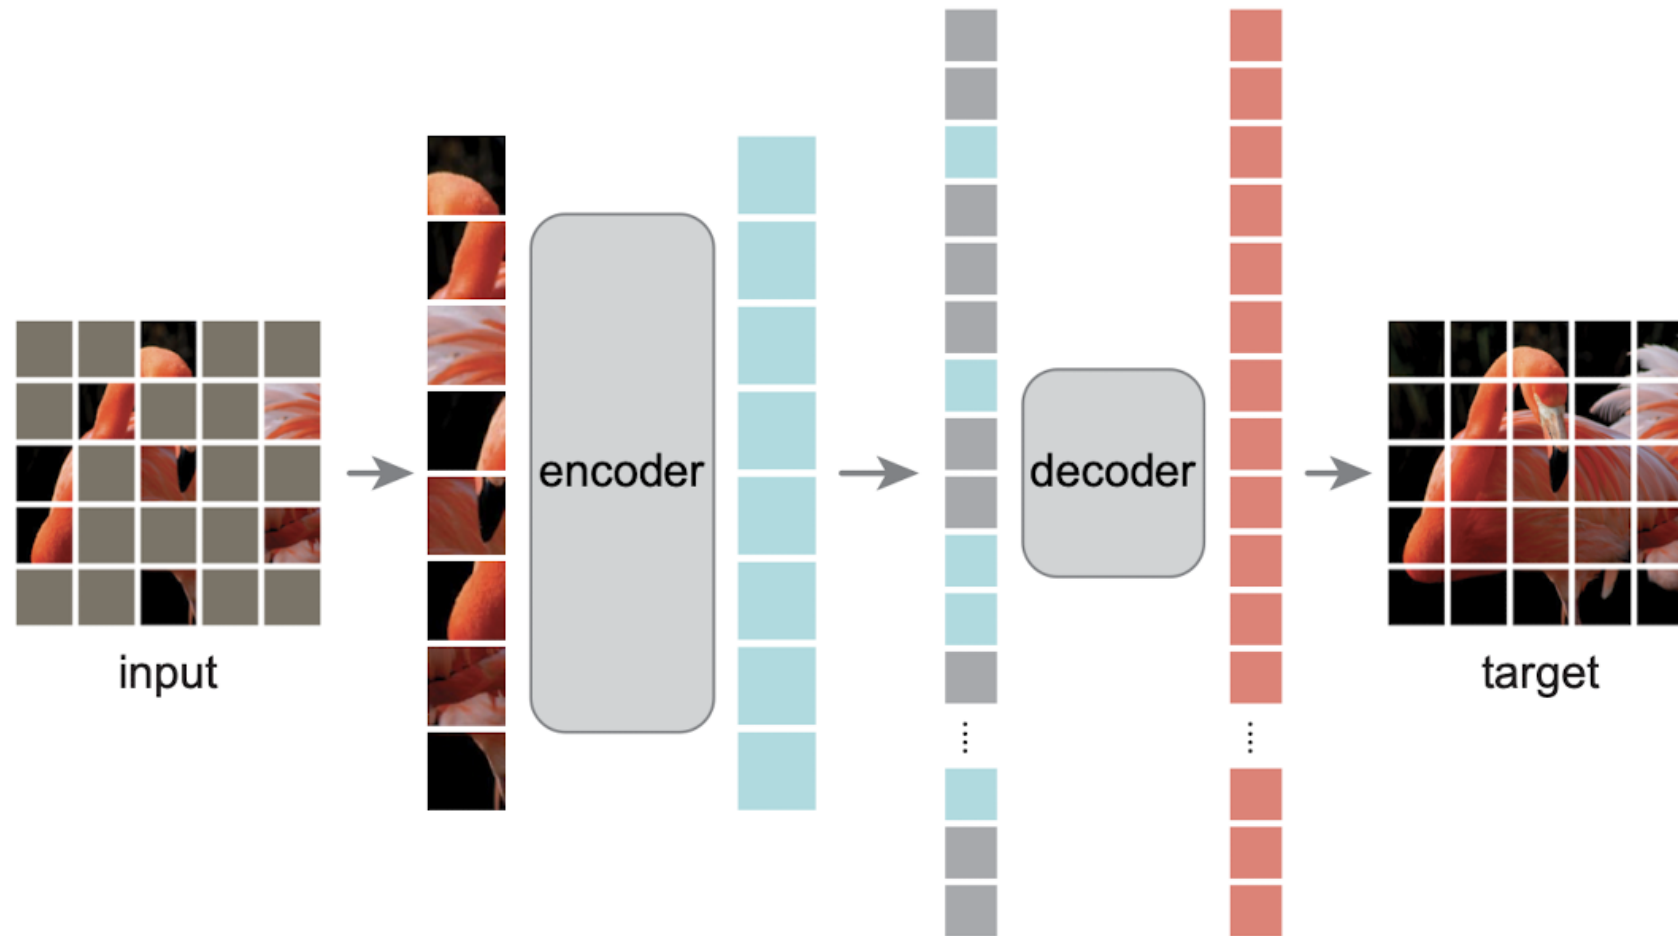 input
encoder
decoder
target